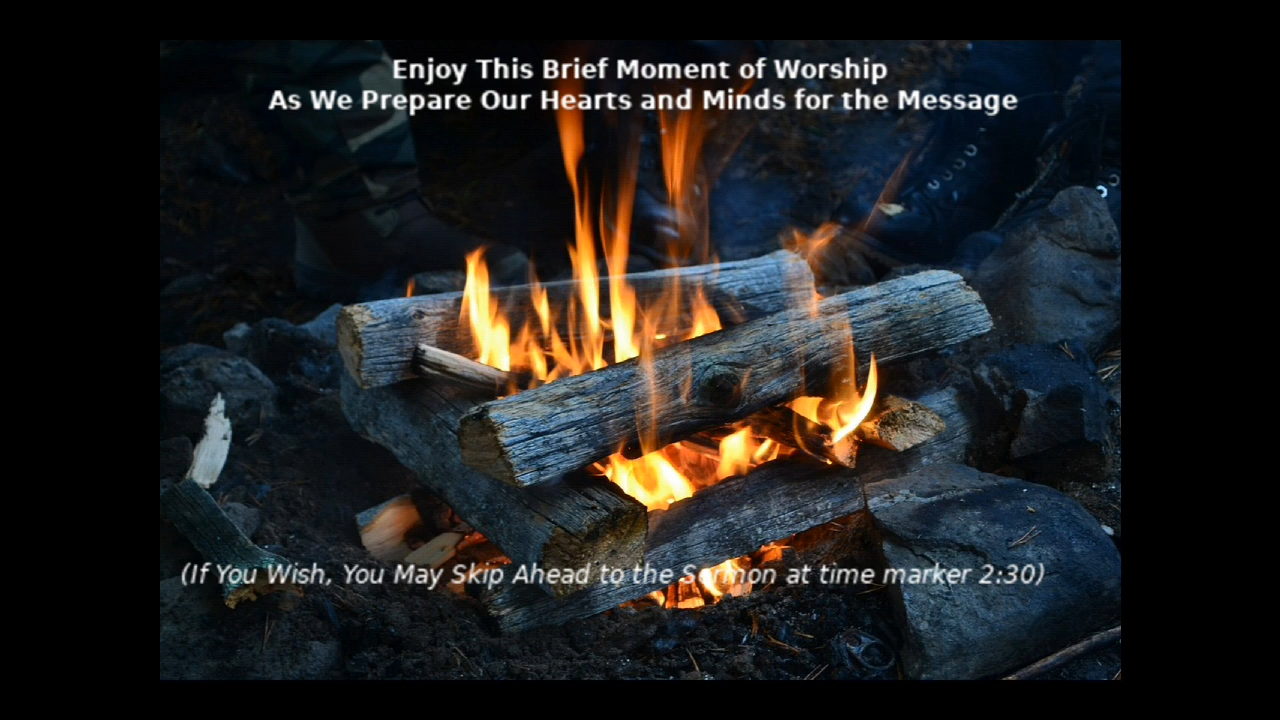 Enjoy This Brief Moment of Worship
As We Prepare Our Hearts and Minds for the Message
(If You Wish, You May Skip Ahead to the Sermon at time marker 2:30)